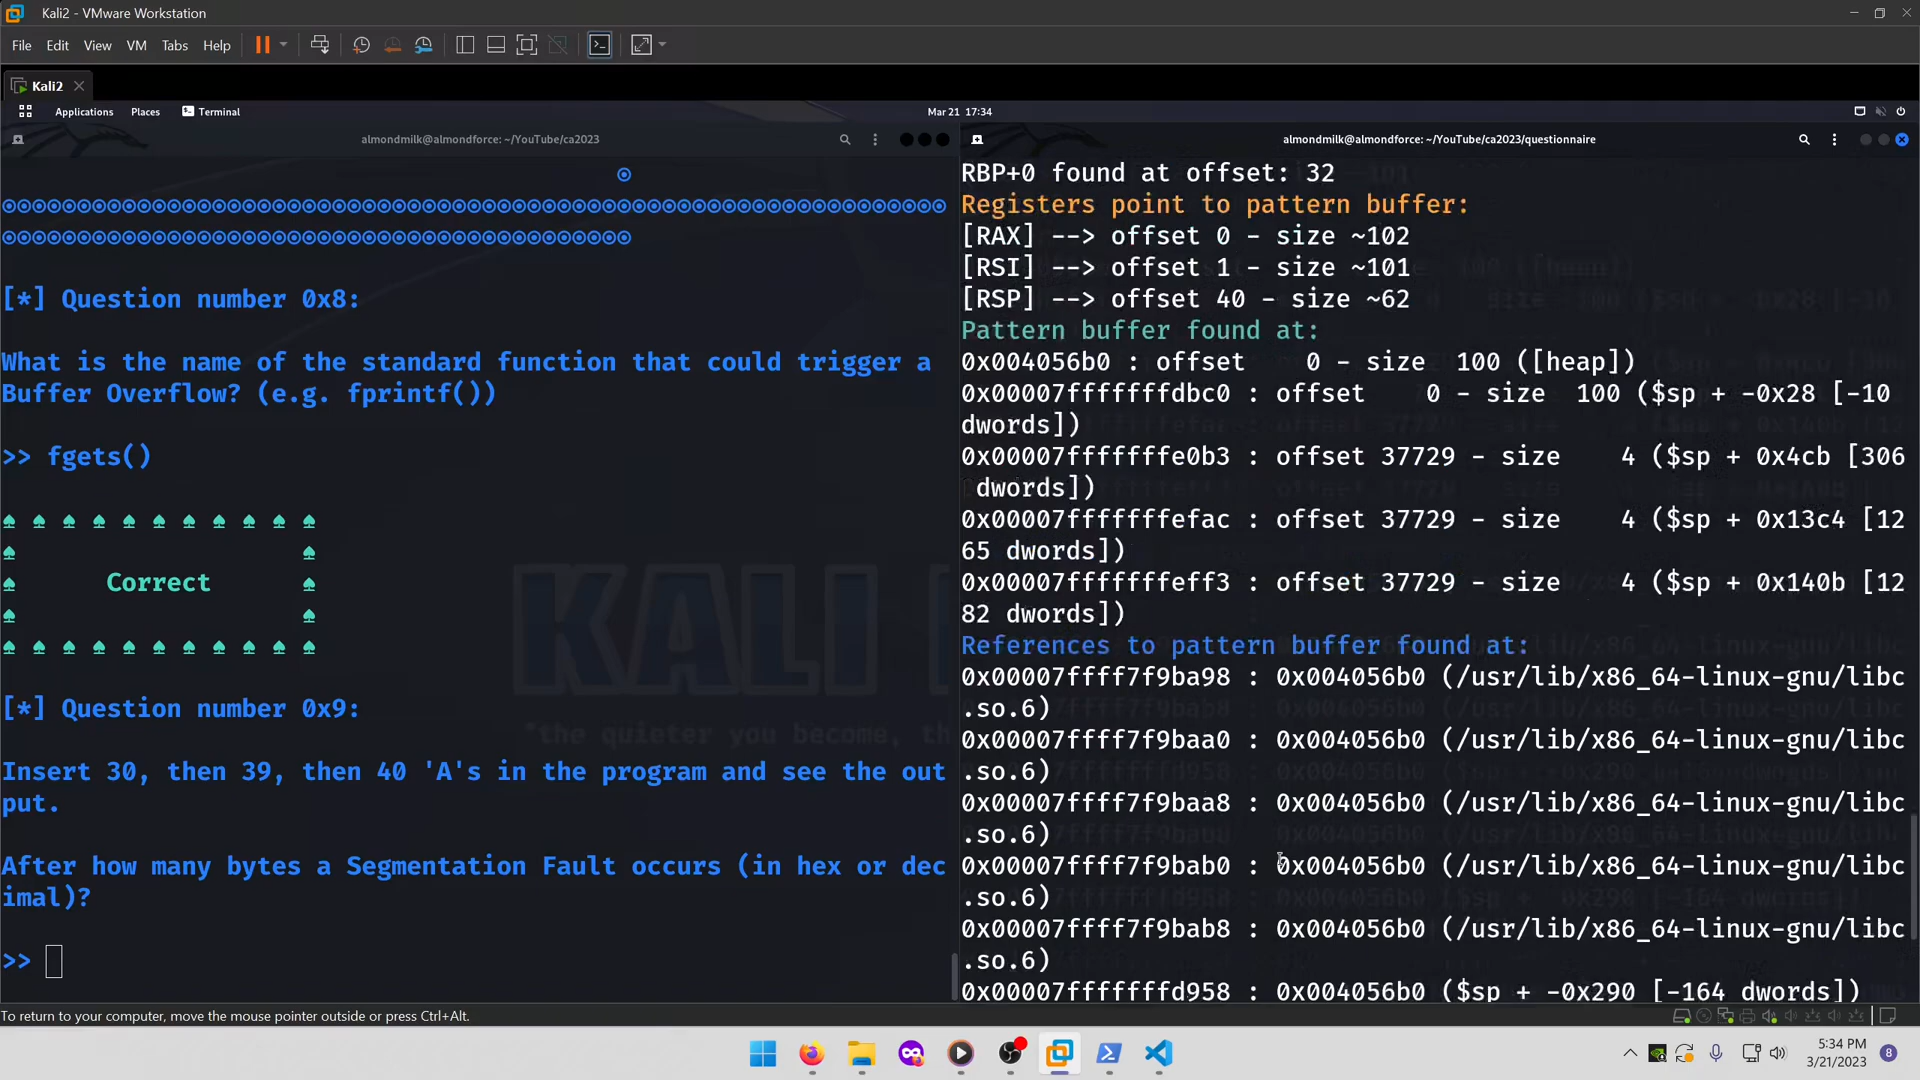 Kali2 - VMware Workstation
File Edit View VM Tabs Help
Kali2
Applications Places Terminal Mar 21 17:34
almondmilk@almondforce: ~/YouTube/ca2023
[*] Question number 0x8:
What is the name of the standard function that could trigger a
Buffer Overflow? (e.g. fprintf())
>> fgets()
Correct
[*] Question number 0x9:
Insert 30, then 39, then 40 'A's in the program and see the out
put.
After how many bytes a Segmentation Fault occurs (in hex or dec
imal)?
>>
KALI
"the quieter you become, th
almondmilk@almondforce: ~/YouTube/ca2023/questionnaire
RBP+0 found at offset: 32
Registers point to pattern buffer:
[RAX] --> offset 0 - size ~102
[RSI] --> offset 1 - size ~101
[RSP] --> offset 40 - size ~62
Pattern buffer found at:
0x004056b0 : offset    0 - size  100 ([heap])
0x00007fffffffdbc0 : offset    0 - size  100 ($sp + -0x28 [-10
dwords])
0x00007fffffffe0b3 : offset 37729 - size    4 ($sp + 0x4cb [306
dwords])
0x00007fffffffefac : offset 37729 - size    4 ($sp + 0x13c4 [12
65 dwords])
0x00007fffffffeff3 : offset 37729 - size    4 ($sp + 0x140b [12
82 dwords])
References to pattern buffer found at:
0x00007ffff7f9ba98 : 0x004056b0 (/usr/lib/x86_64-linux-gnu/libc
.so.6)
0x00007ffff7f9baa0 : 0x004056b0 (/usr/lib/x86_64-linux-gnu/libc
.so.6)
0x00007ffff7f9baa8 : 0x004056b0 (/usr/lib/x86_64-linux-gnu/libc
.so.6)
0x00007ffff7f9bab0 : 0x004056b0 (/usr/lib/x86_64-linux-gnu/libc
.so.6)
0x00007ffff7f9bab8 : 0x004056b0 (/usr/lib/x86_64-linux-gnu/libc
.so.6)
0x00007fffffffd958 : 0x004056b0 ($sp + -0x290 [-164 dwords])
To return to your computer, move the mouse pointer outside or press Ctrl+Alt.
5:34 PM
3/21/2023
8